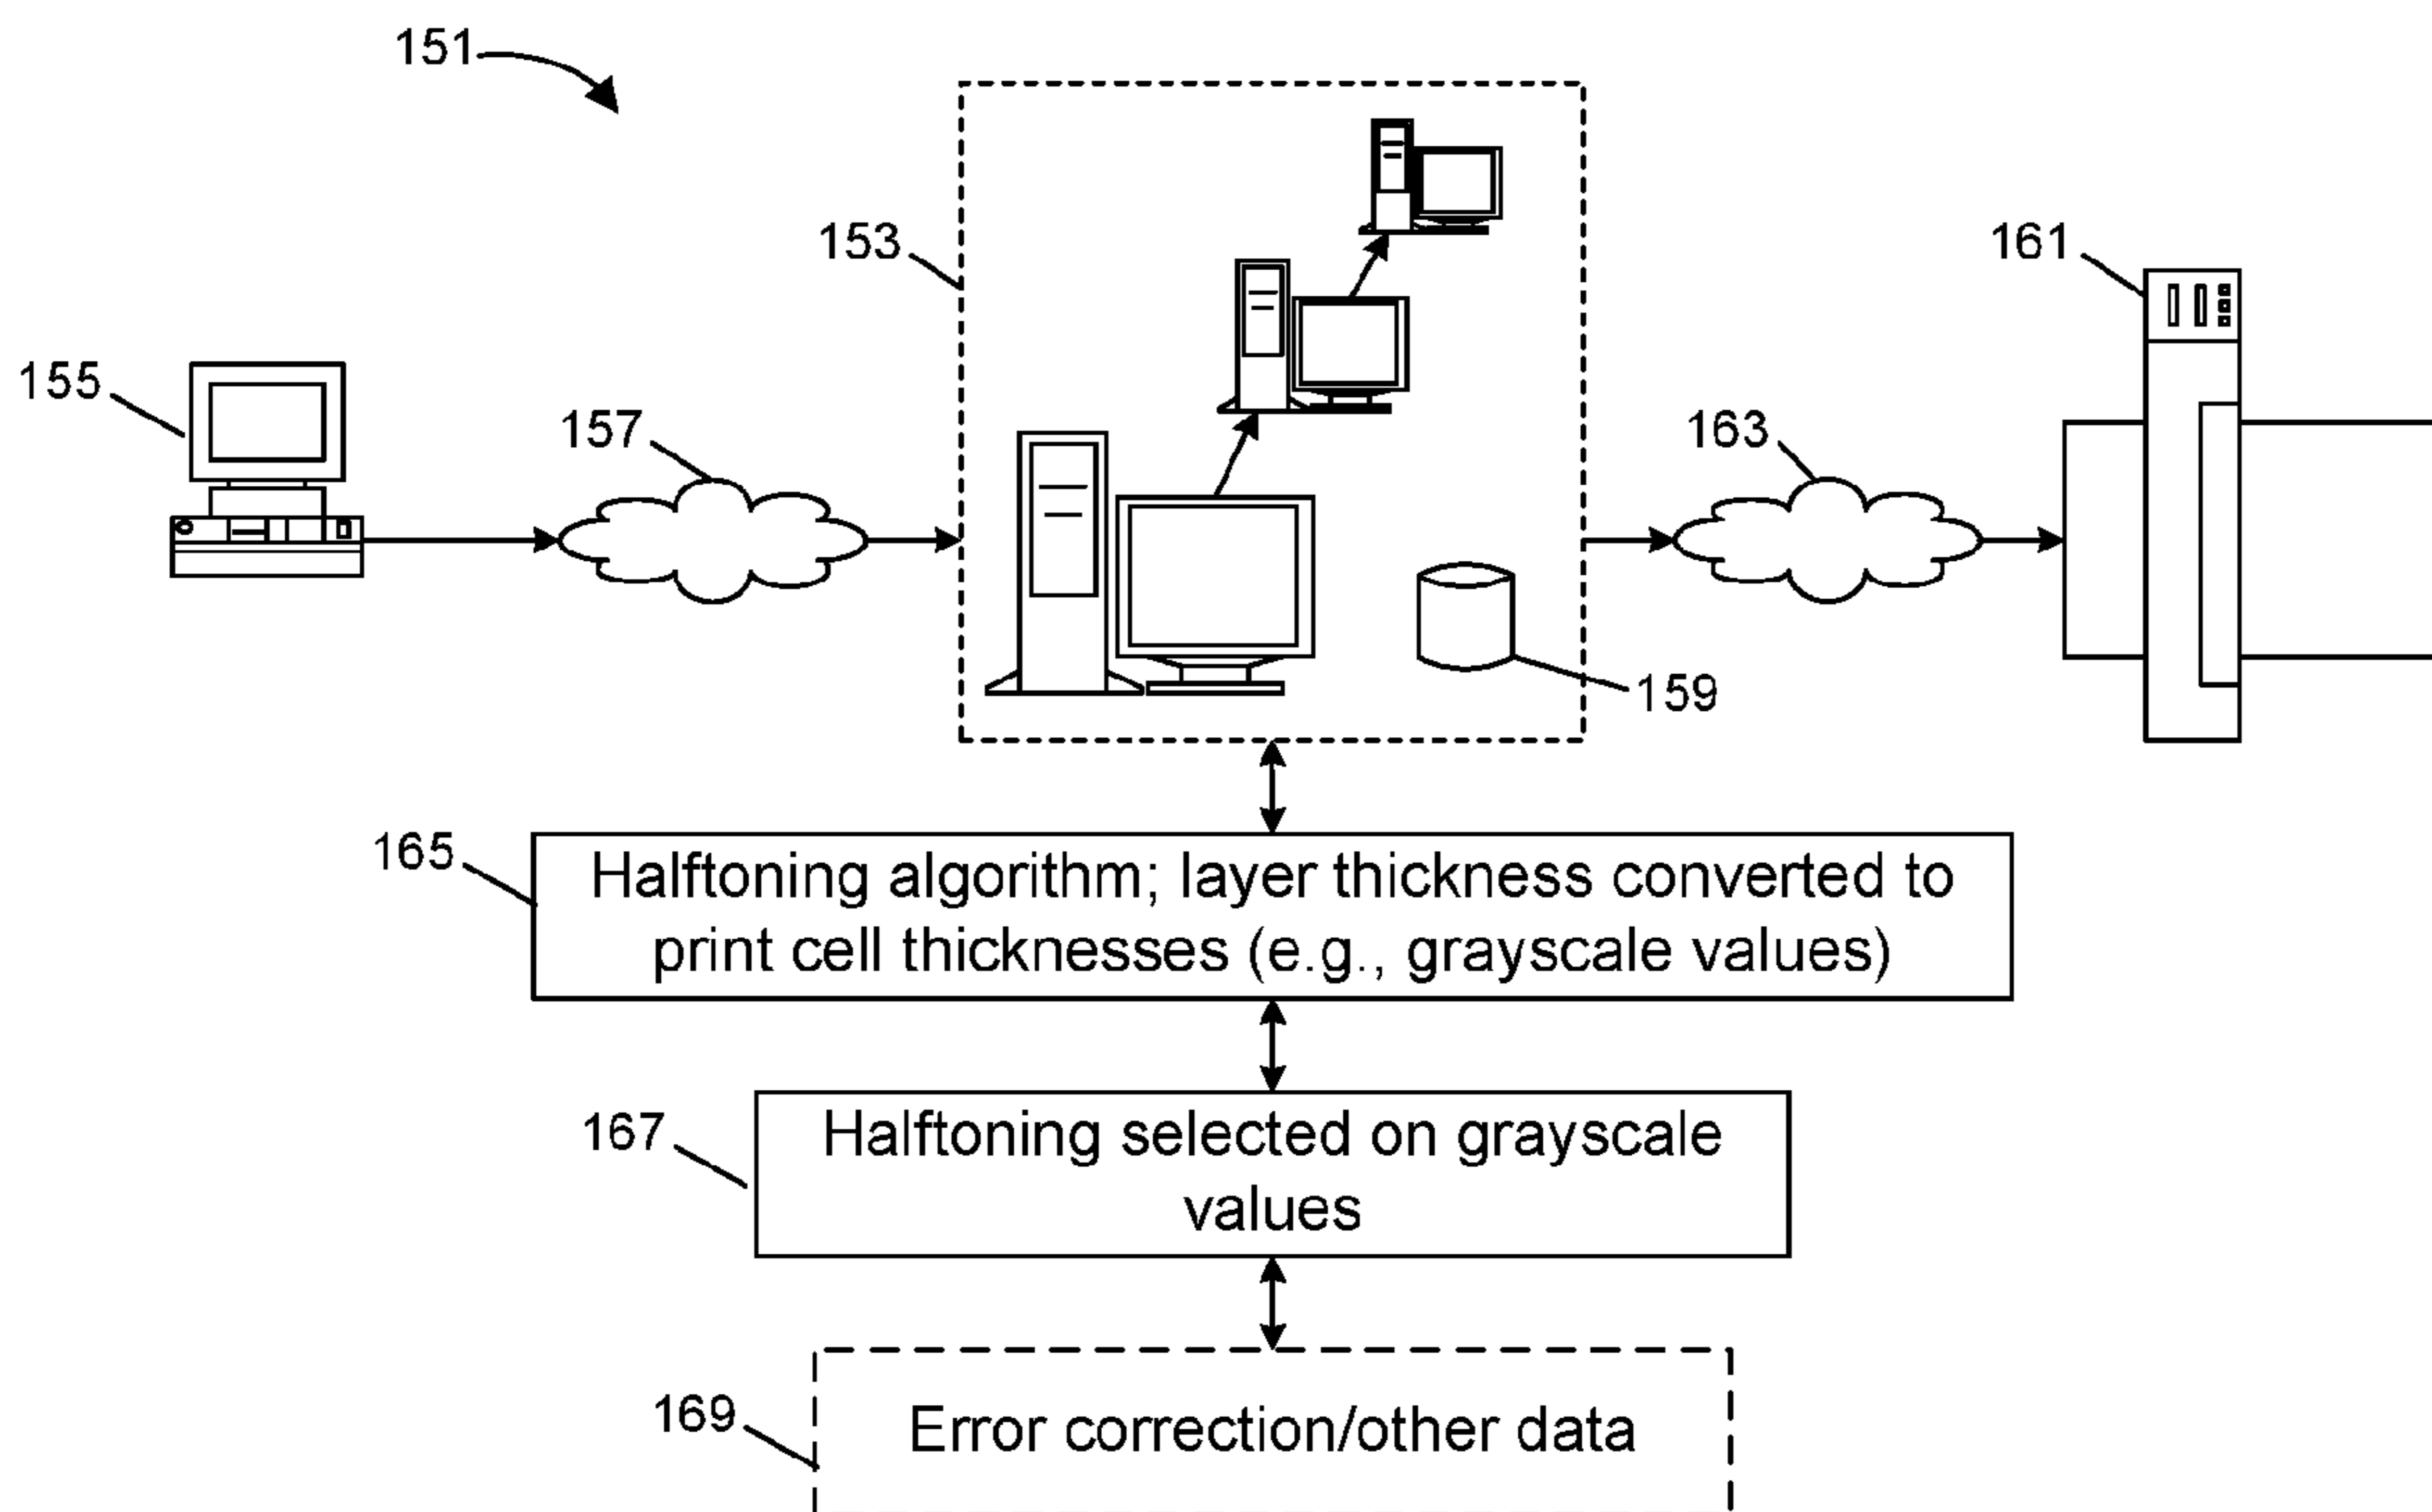 151
153
161
155
157
163
159
165
Halftoning algorithm; layer thickness converted to
print cell thicknesses (e.g., grayscale values)
167
Halftoning selected on grayscale
values
169
Error correction/other data